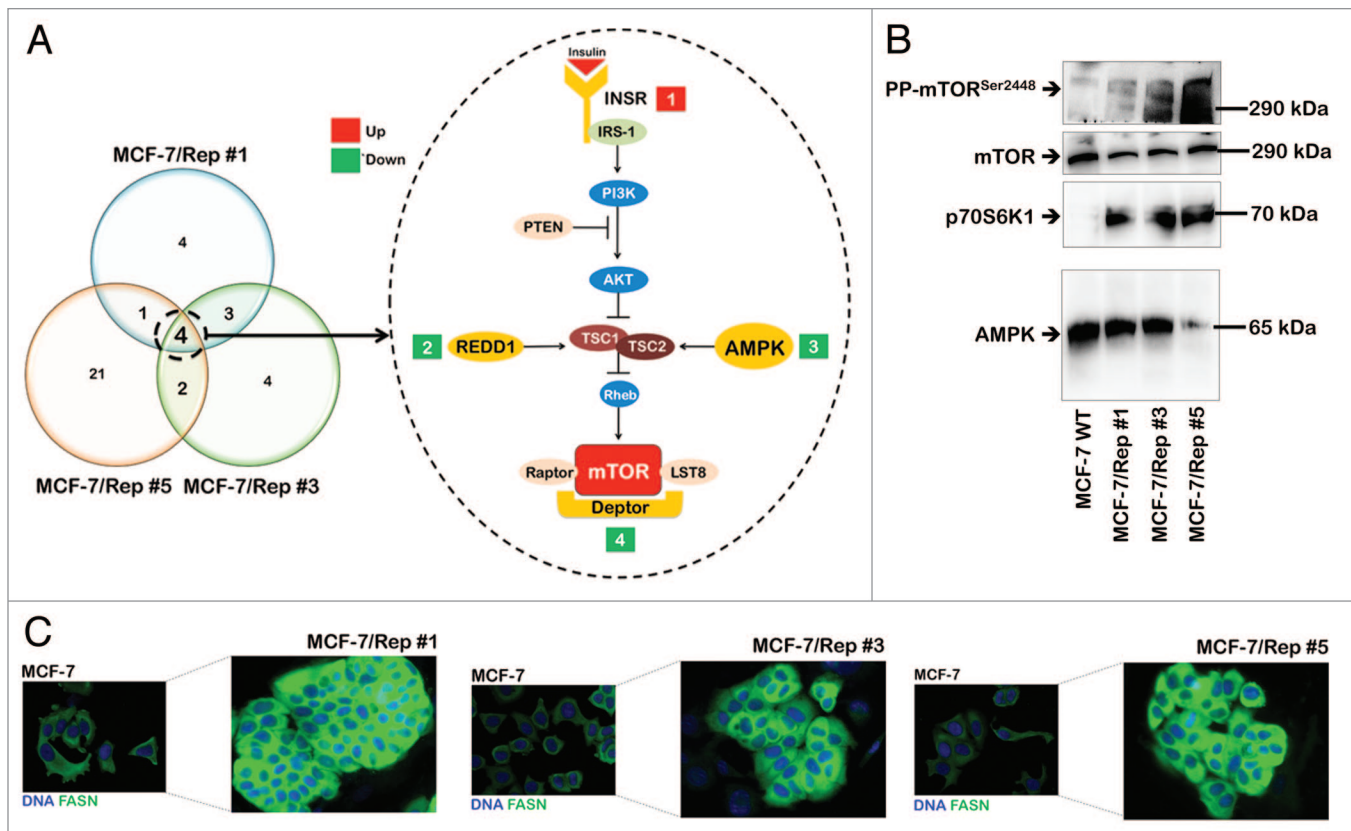 A
MCF-7/Rep #1
4
1
3
4
21
2
4
MCF-7/Rep #5
MCF-7/Rep #3
Up
`Down
Insulin
INSR
1
IRS-1
PI3K
PTEN
AKT
2
REDD1
TSC1
TSC2
AMPK
3
Rheb
Raptor
mTOR
LST8
Deptor
4
B
PP-mTORSer2448
290 kDa
mTOR
290 kDa
p70S6K1
70 kDa
AMPK
65 kDa
MCF-7 WT
MCF-7/Rep #1
MCF-7/Rep #3
MCF-7/Rep #5
C
MCF-7/Rep #1
MCF-7
DNA FASN
MCF-7/Rep #3
MCF-7
DNA FASN
MCF-7/Rep #5
MCF-7
DNA FASN